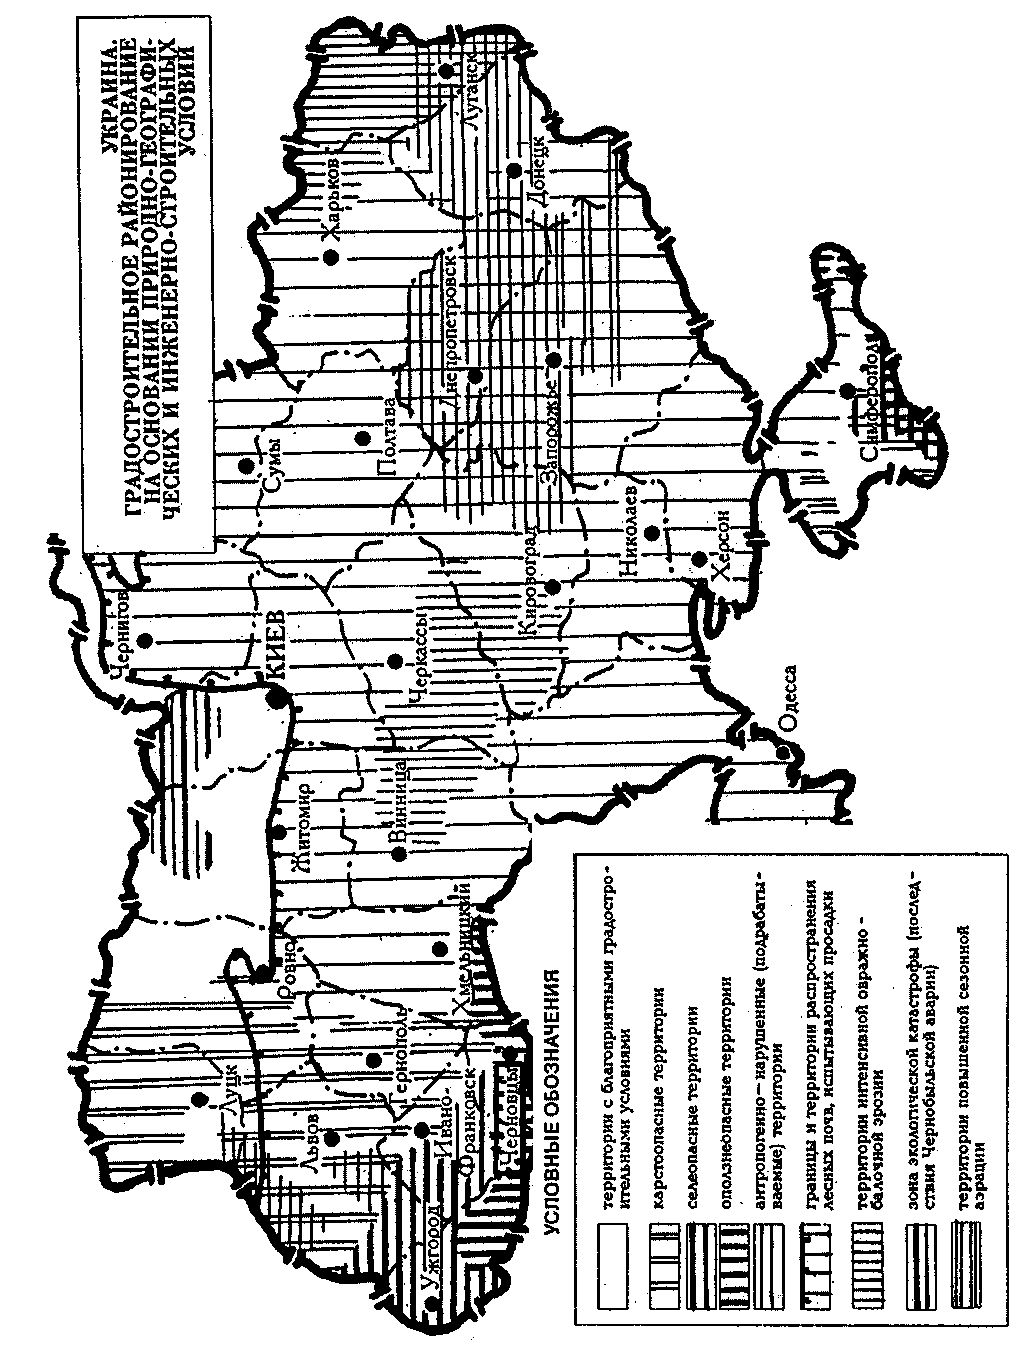 УКРАИНА.
ГРАДОСТРОИТЕЛЬНОЕ РАЙОНИРОВАНИЕ
НА ОСНОВАНИИ ПРИРОДНО-ГЕОГРАФИ-
ЧЕСКИХ И ИНЖЕНЕРНО-СТРОИТЕЛЬНЫХ
УСЛОВИЙ
Чернигов
Сумы
КИЕВ
Ровно
Луцк
Житомир
Львов
Полтава
Харьков
Тернополь
Винница
Черкассы
Хмельницкий
Ужгород
Ивано-
Франковск
Черновцы
Днепропетровск
Луганск
Кировоград
Запорожье
Донецк
Николаев
Херсон
Одесса
Симферополь
УСЛОВНЫЕ ОБОЗНАЧЕНИЯ
территории с благоприятными градостро-
ительными условиями
карстоопасные территории
селеопасные территории
оползнеопасные территории
антропогенно-нарушенные (подрабаты-
ваемые) территории
границы и территории распространения
лесных почв, испытывающих просадки
территории интенсивной овражно -
балочной эрозии
зона экологической катастрофы (послед-
ствия Чернобыльской аварии)
территории повышенной сезонной
аэрации